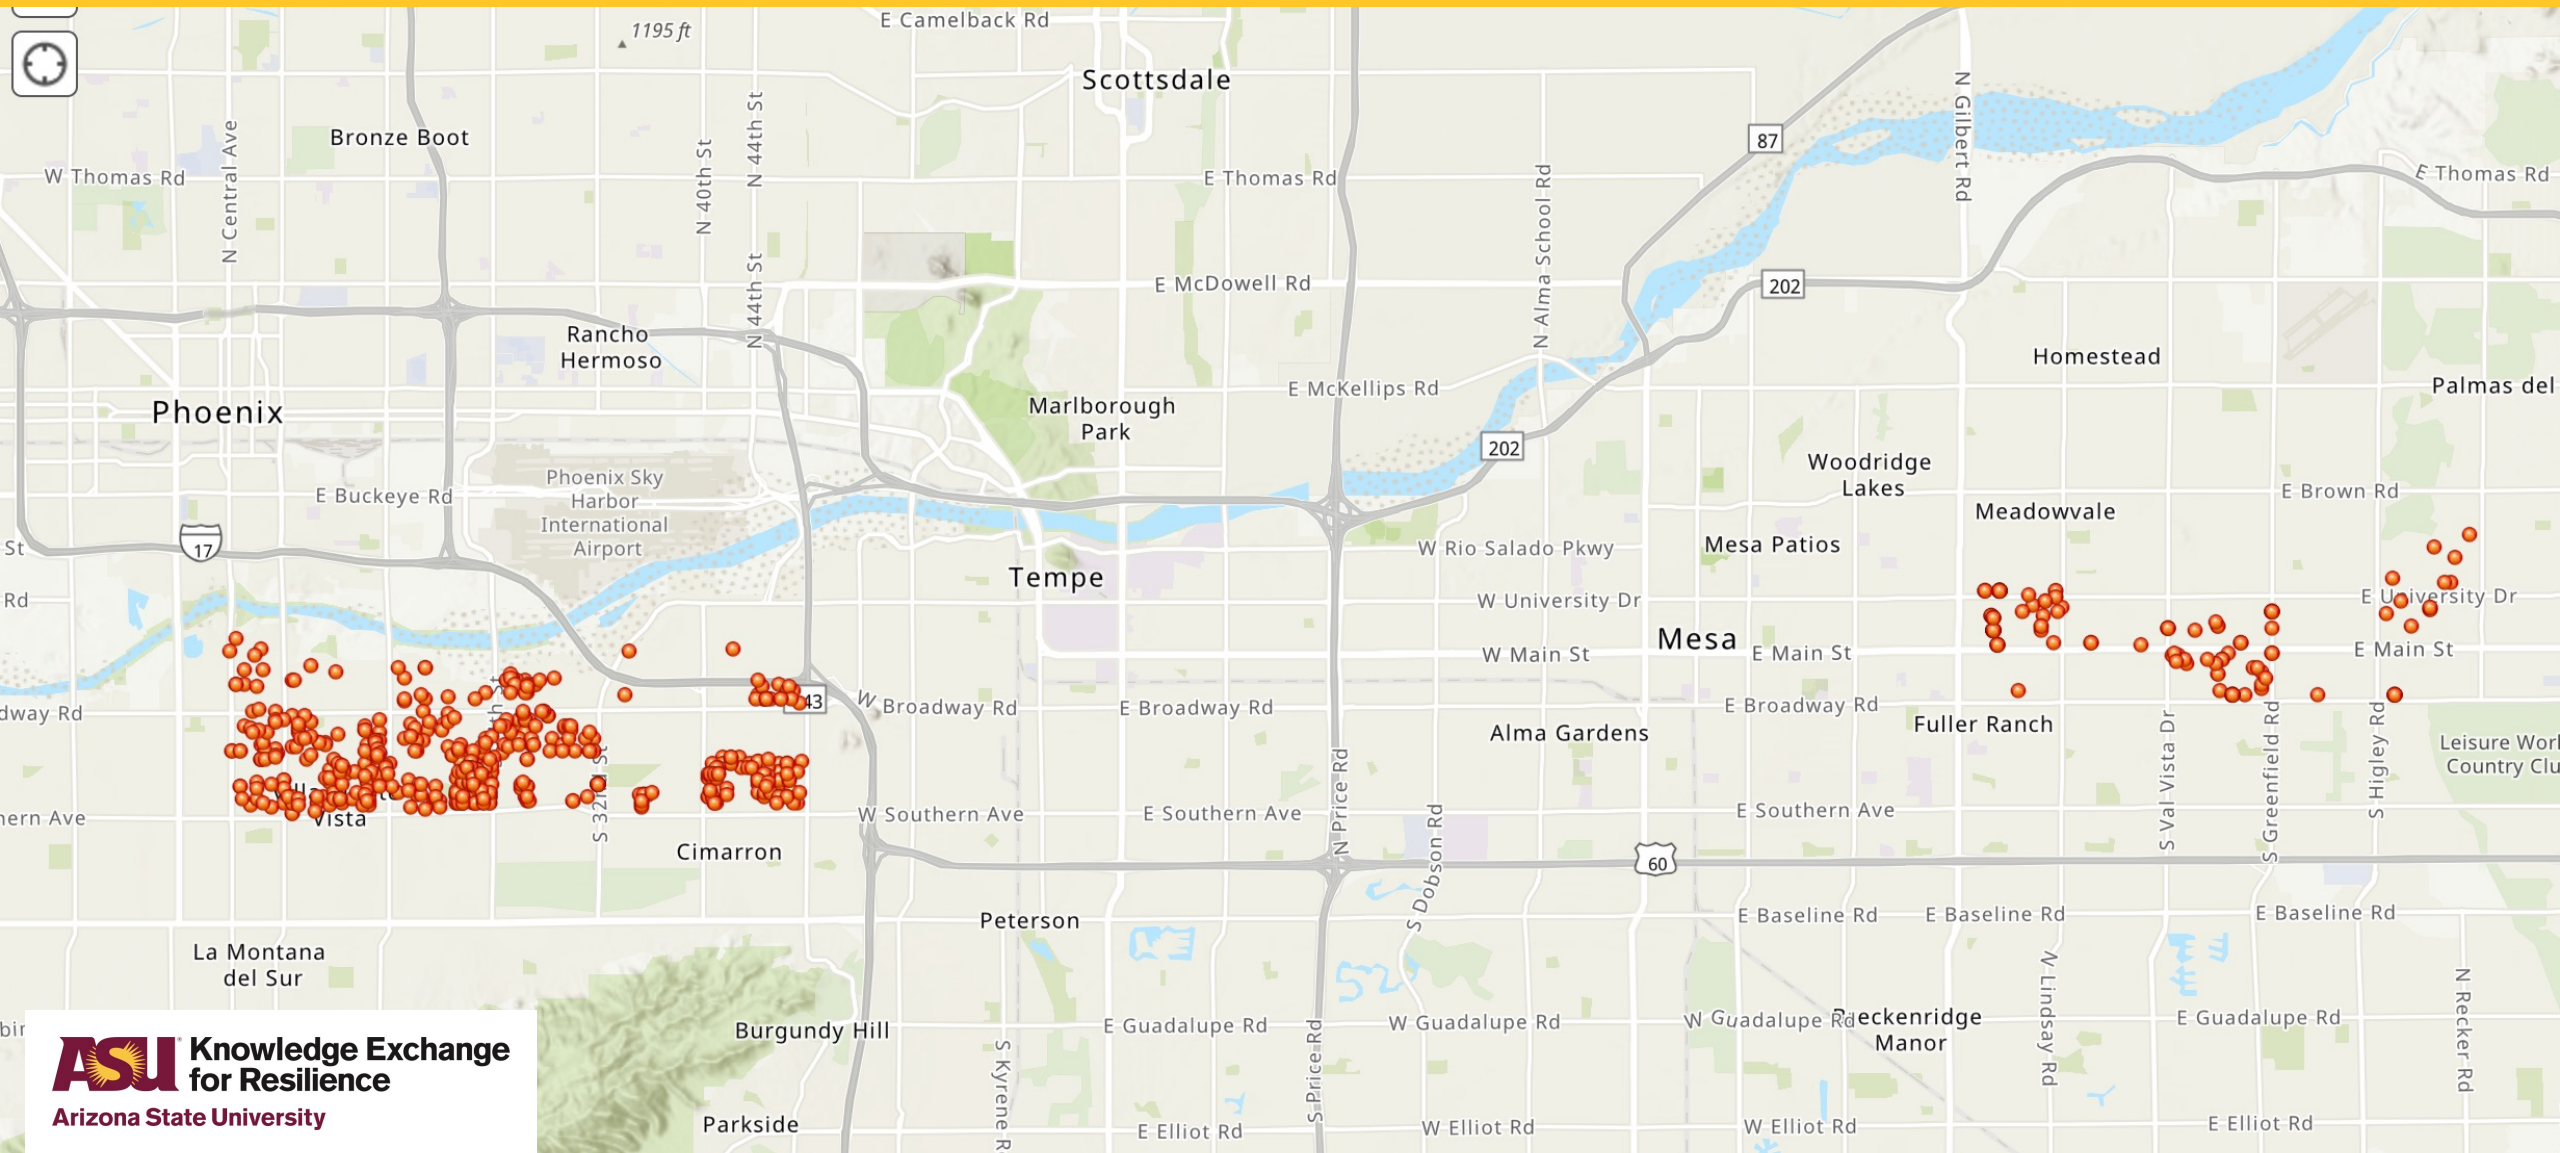 E Camelback Rd
1195 ft
Scottsdale
Bronze Boot
N Central Ave
N 44th St
N 40th St
W Thomas Rd
E Thomas Rd
87
N Gilbert Rd
E Thomas Rd
N Alma School Rd
N 44th St
E McDowell Rd
202
Rancho
Hermoso
Homestead
E McKellips Rd
Palmas del
Phoenix
Marlborough
Park
202
Woodridge
Lakes
E Buckeye Rd
Phoenix Sky
Harbor
International
Airport
E Brown Rd
Meadowvale
St
17
W Rio Salado Pkwy
Mesa Patios
Tempe
Rd
W University Dr
E University Dr
Mesa
W Main St
E Main St
E Main St
dway Rd
43
W Broadway Rd
E Broadway Rd
E Broadway Rd
Fuller Ranch
Alma Gardens
S Val Vista Dr
S Greenfield Rd
S Higley Rd
Leisure Worl
Country Clu
S 32nd St
N Price Rd
Vista
hern Ave
W Southern Ave
E Southern Ave
E Southern Ave
Cimarron
S Dobson Rd
60
Peterson
E Baseline Rd
E Baseline Rd
E Baseline Rd
La Montana
del Sur
W Lindsay Rd
N Recker Rd
Burgundy Hill
E Guadalupe Rd
W Guadalupe Rd
W Guadalupe Rd
eckenridge
Manor
E Guadalupe Rd
S Kyrene R
S Price Rd
Parkside
E Elliot Rd
W Elliot Rd
W Elliot Rd
E Elliot Rd
ASU Knowledge Exchange
for Resilience
Arizona State University